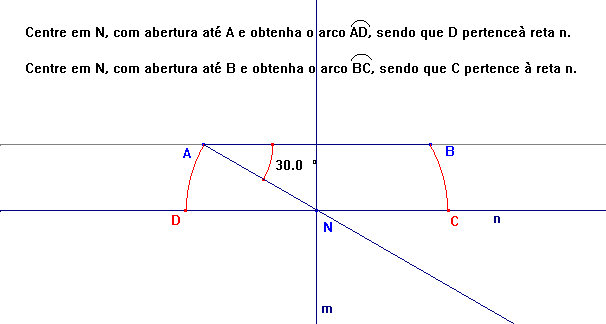 Centre em N, com abertura até A e obtenha o arco AD, sendo que D pertenceà reta n.
Centre em N, com abertura até B e obtenha o arco BC, sendo que C pertence à reta n.
A
B
30.0 °
D
C
n
N
m